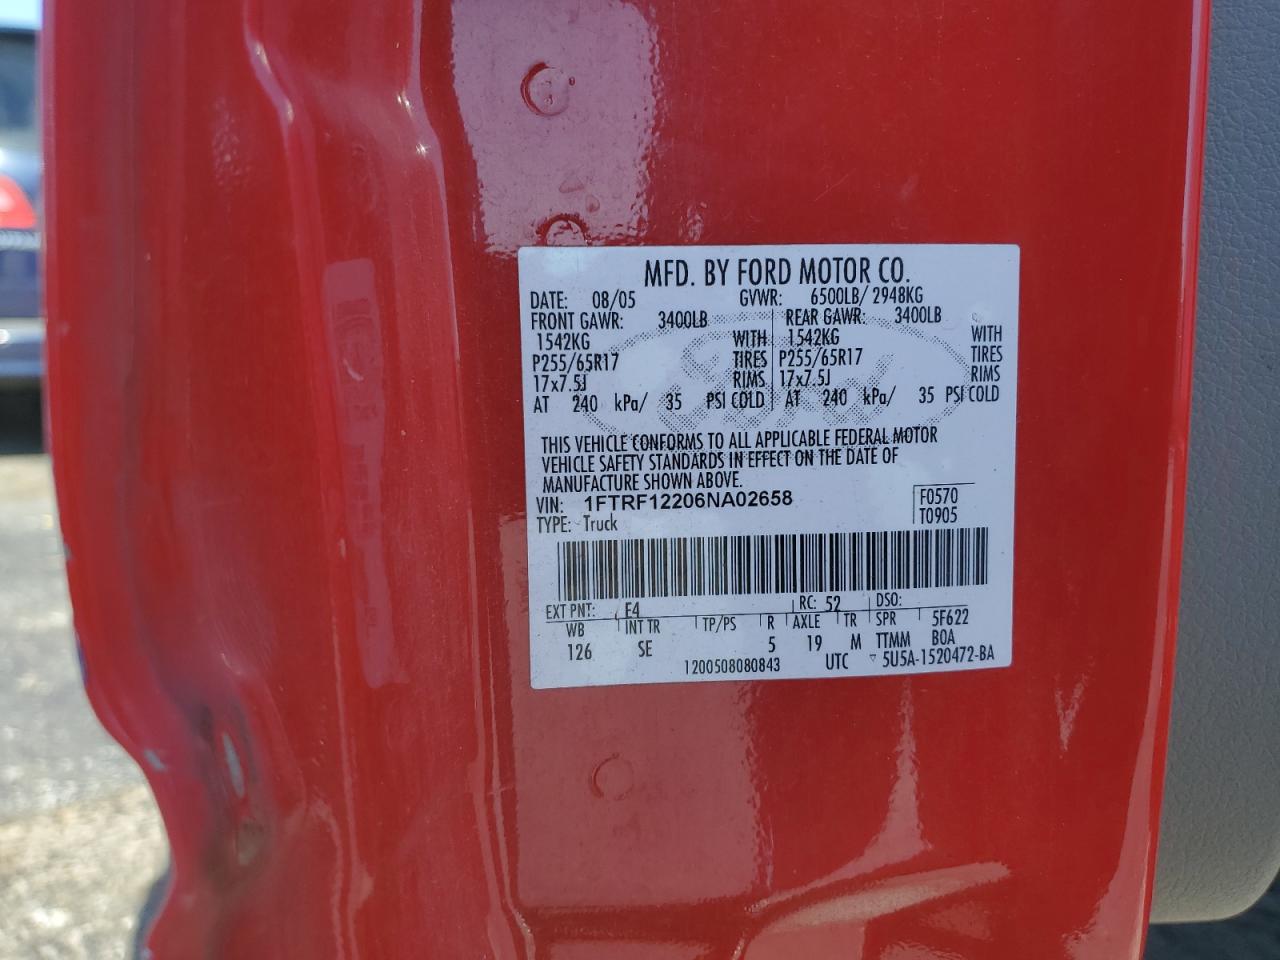 MFD. BY FORD MOTOR CO.
DATE: 08/05 GVWR: 6500LB/ 2948KG
FRONT GAWR: 3400LB REAR GAWR: 3400LB
1542KG WITH 1542KG WITH
P255/65R17 TIRES P255/65R17 TIRES
17x7.5J RIMS 17x7.5J RIMS
AT 240 kPa/ 35 PSI COLD AT 240 kPa/ 35 PSI COLD
THIS VEHICLE CONFORMS TO ALL APPLICABLE FEDERAL MOTOR
VEHICLE SAFETY STANDARDS IN EFFECT ON THE DATE OF
MANUFACTURE SHOWN ABOVE.
VIN: 1FTRF12206NA02658 F0570
TYPE: Truck T0905
EXT PNT: E4 RC: 52 DSO:
WB INT TR TP/PS R AXLE TR SPR 5F622
126 SE 5 19 M TTMM BOA
1200508080843 UTC 5U5A-1520472-BA
Ford